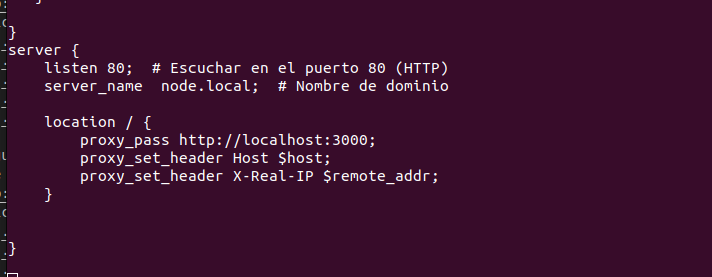 }
server {
    listen 80;  # Escuchar en el puerto 80 (HTTP)
    server_name  node.local;  # Nombre de dominio

    location / {
        proxy_pass http://localhost:3000;
        proxy_set_header Host $host;
        proxy_set_header X-Real-IP $remote_addr;
    }


}